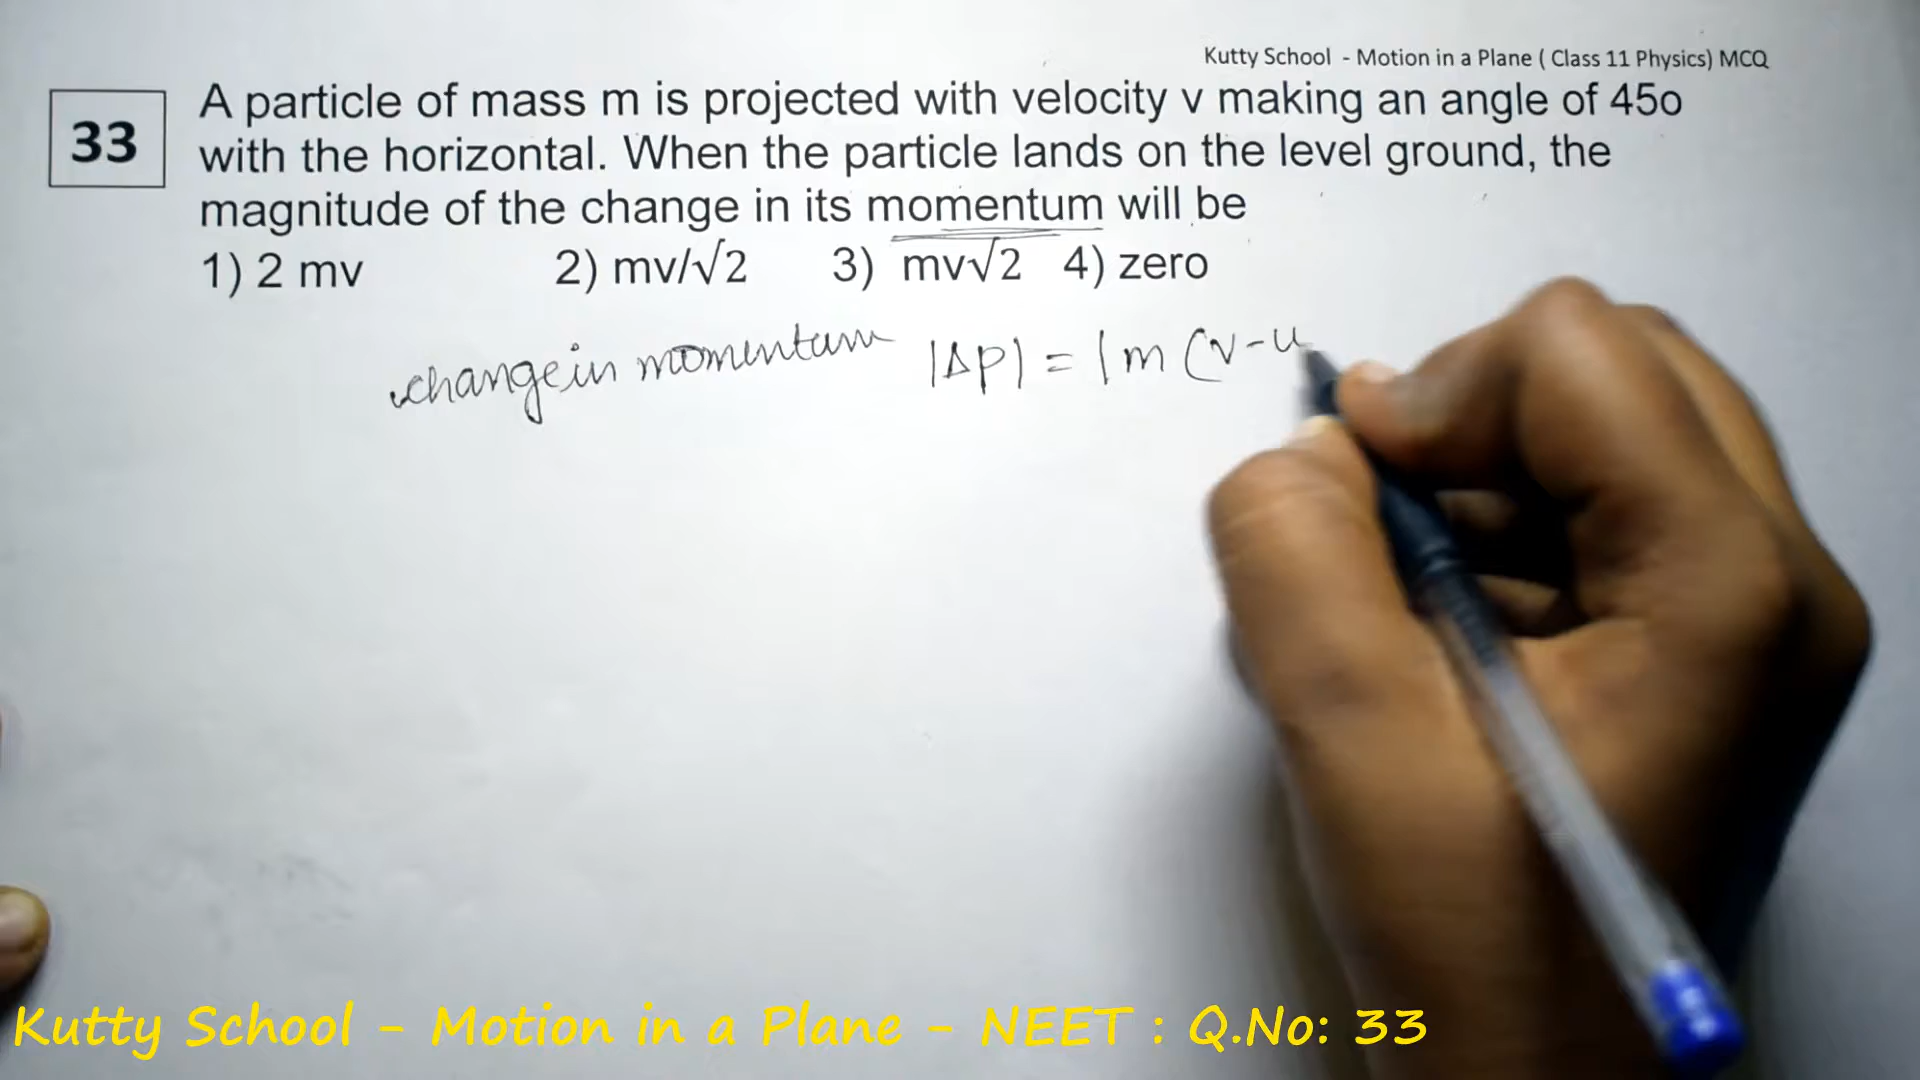 Kutty School - Motion in a Plane ( Class 11 Physics) MCQ
33
A particle of mass m is projected with velocity v making an angle of 45o
with the horizontal. When the particle lands on the level ground, the
magnitude of the change in its momentum will be
1) 2 mv 2) mv/√2 3) mv√2 4) zero
change in momentum |Δp| = |m (v-u
Kutty School - Motion in a Plane - NEET : Q.No: 33